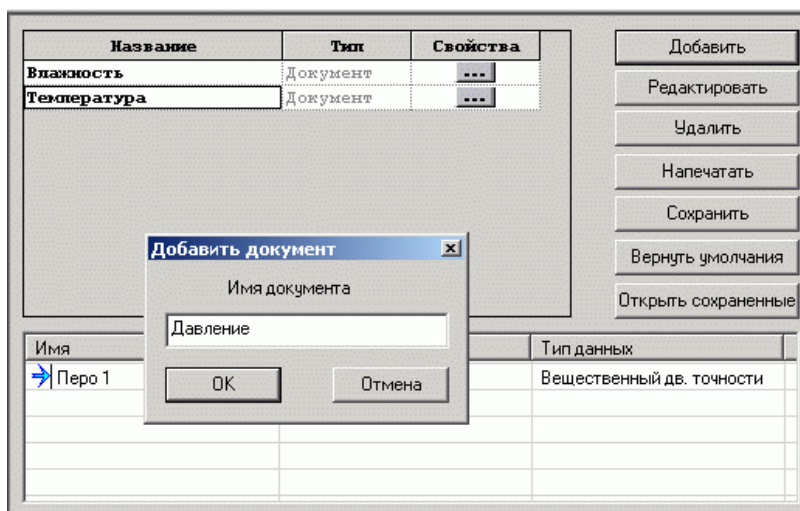 Название Тип Свойства
Влажность Документ ...
Температура Документ ...
Добавить
Редактировать
Удалить
Напечатать
Сохранить
Вернуть умолчания
Открыть сохраненные
Добавить документ
Имя документа
Давление
OK Отмена
Имя Тип данных
Перо 1 Вещественный дв. точности